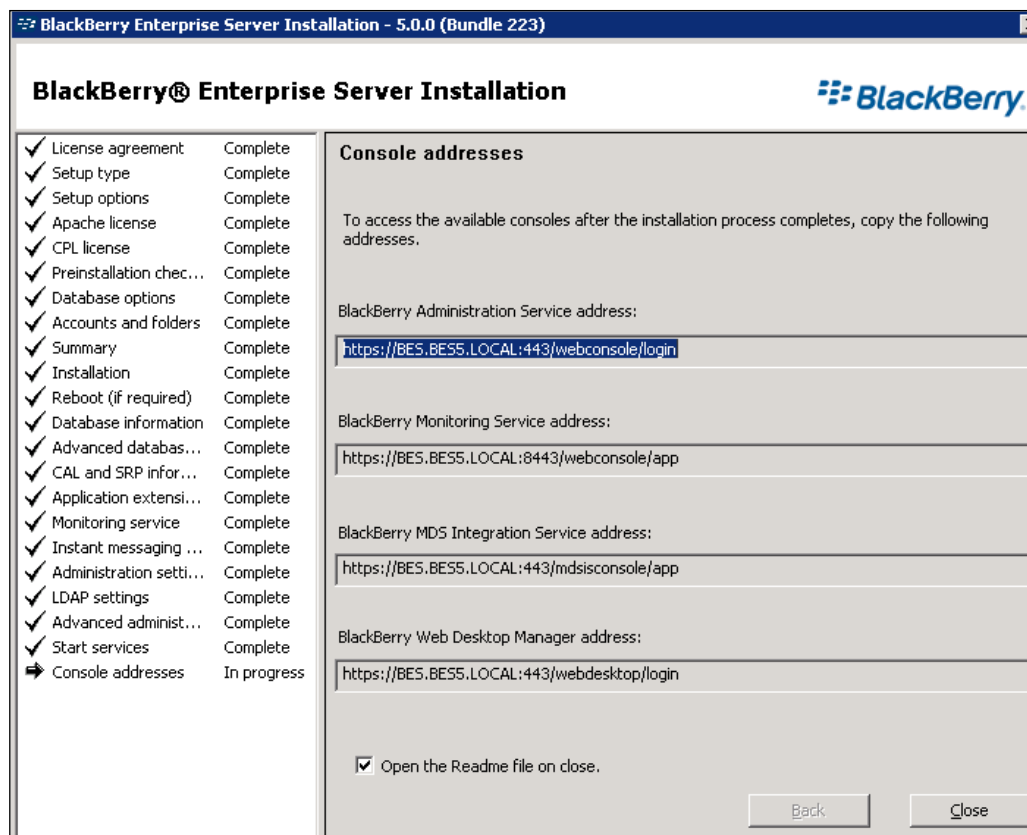 BlackBerry Enterprise Server Installation - 5.0.0 (Bundle 223)
BlackBerry® Enterprise Server Installation
BlackBerry.
License agreement Complete
Setup type Complete
Setup options Complete
Apache license Complete
CPL license Complete
Preinstallation chec... Complete
Database options Complete
Accounts and folders Complete
Summary Complete
Installation Complete
Reboot (if required) Complete
Database information Complete
Advanced databas... Complete
CAL and SRP infor... Complete
Application extensi... Complete
Monitoring service Complete
Instant messaging ... Complete
Administration setti... Complete
LDAP settings Complete
Advanced administ... Complete
Start services Complete
Console addresses In progress
Console addresses
To access the available consoles after the installation process completes, copy the following
addresses.
BlackBerry Administration Service address:
https://BES.BES5.LOCAL:443/webconsole/login
BlackBerry Monitoring Service address:
https://BES.BES5.LOCAL:8443/webconsole/app
BlackBerry MDS Integration Service address:
https://BES.BES5.LOCAL:443/mdsisconsole/app
BlackBerry Web Desktop Manager address:
https://BES.BES5.LOCAL:443/webdesktop/login
Open the Readme file on close.
Back Close